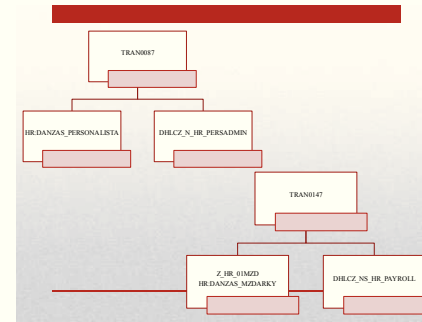 TRAN0087
HR:DANZAS_PERSONALISTA
DHLCZ_N_HR_PERSADMIN
TRAN0147
Z_HR_01MZD
HR:DANZAS_MZDARKY
DHLCZ_NS_HR_PAYROLL